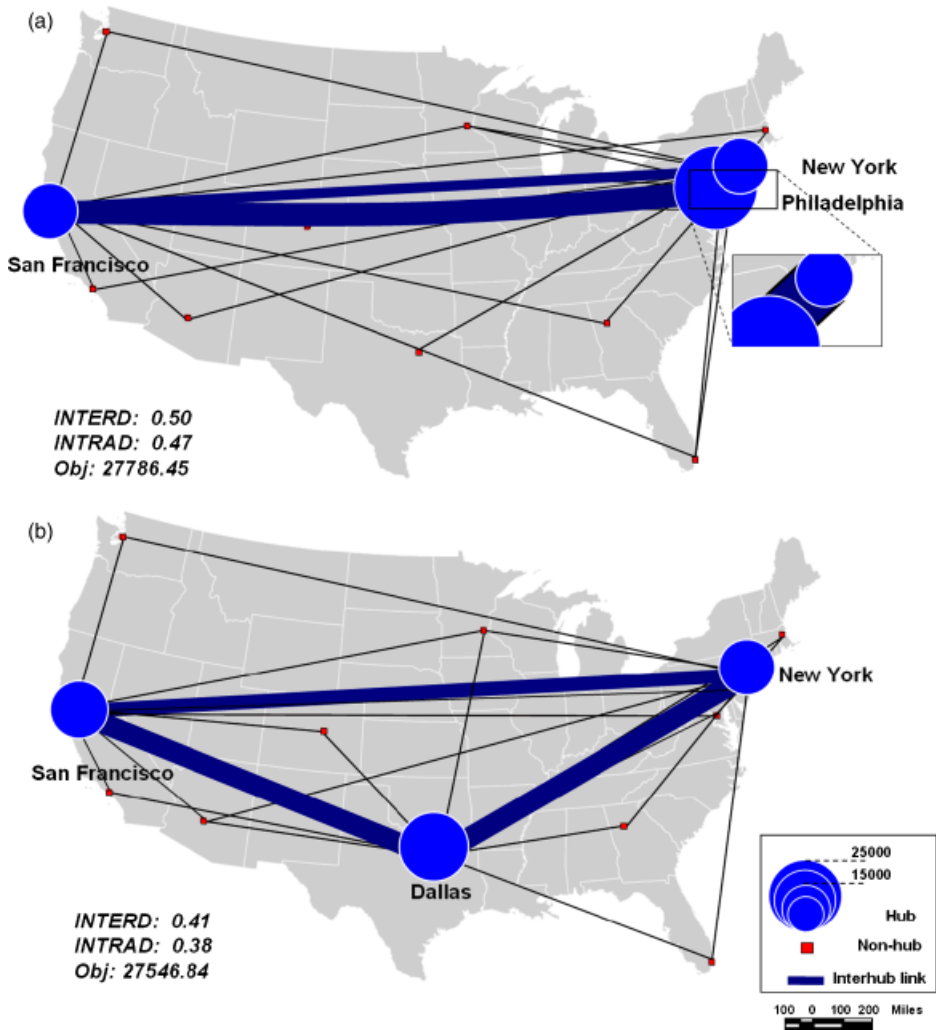 (a)
New York
Philadelphia
San Francisco
INTERD: 0.50
INTRAD: 0.47
Obj: 27786.45
(b)
New York
San Francisco
Dallas
INTERD: 0.41
INTRAD: 0.38
Obj: 27546.84
25000
15000
Hub
Non-hub
Interhub link
100 0 100 200 Miles